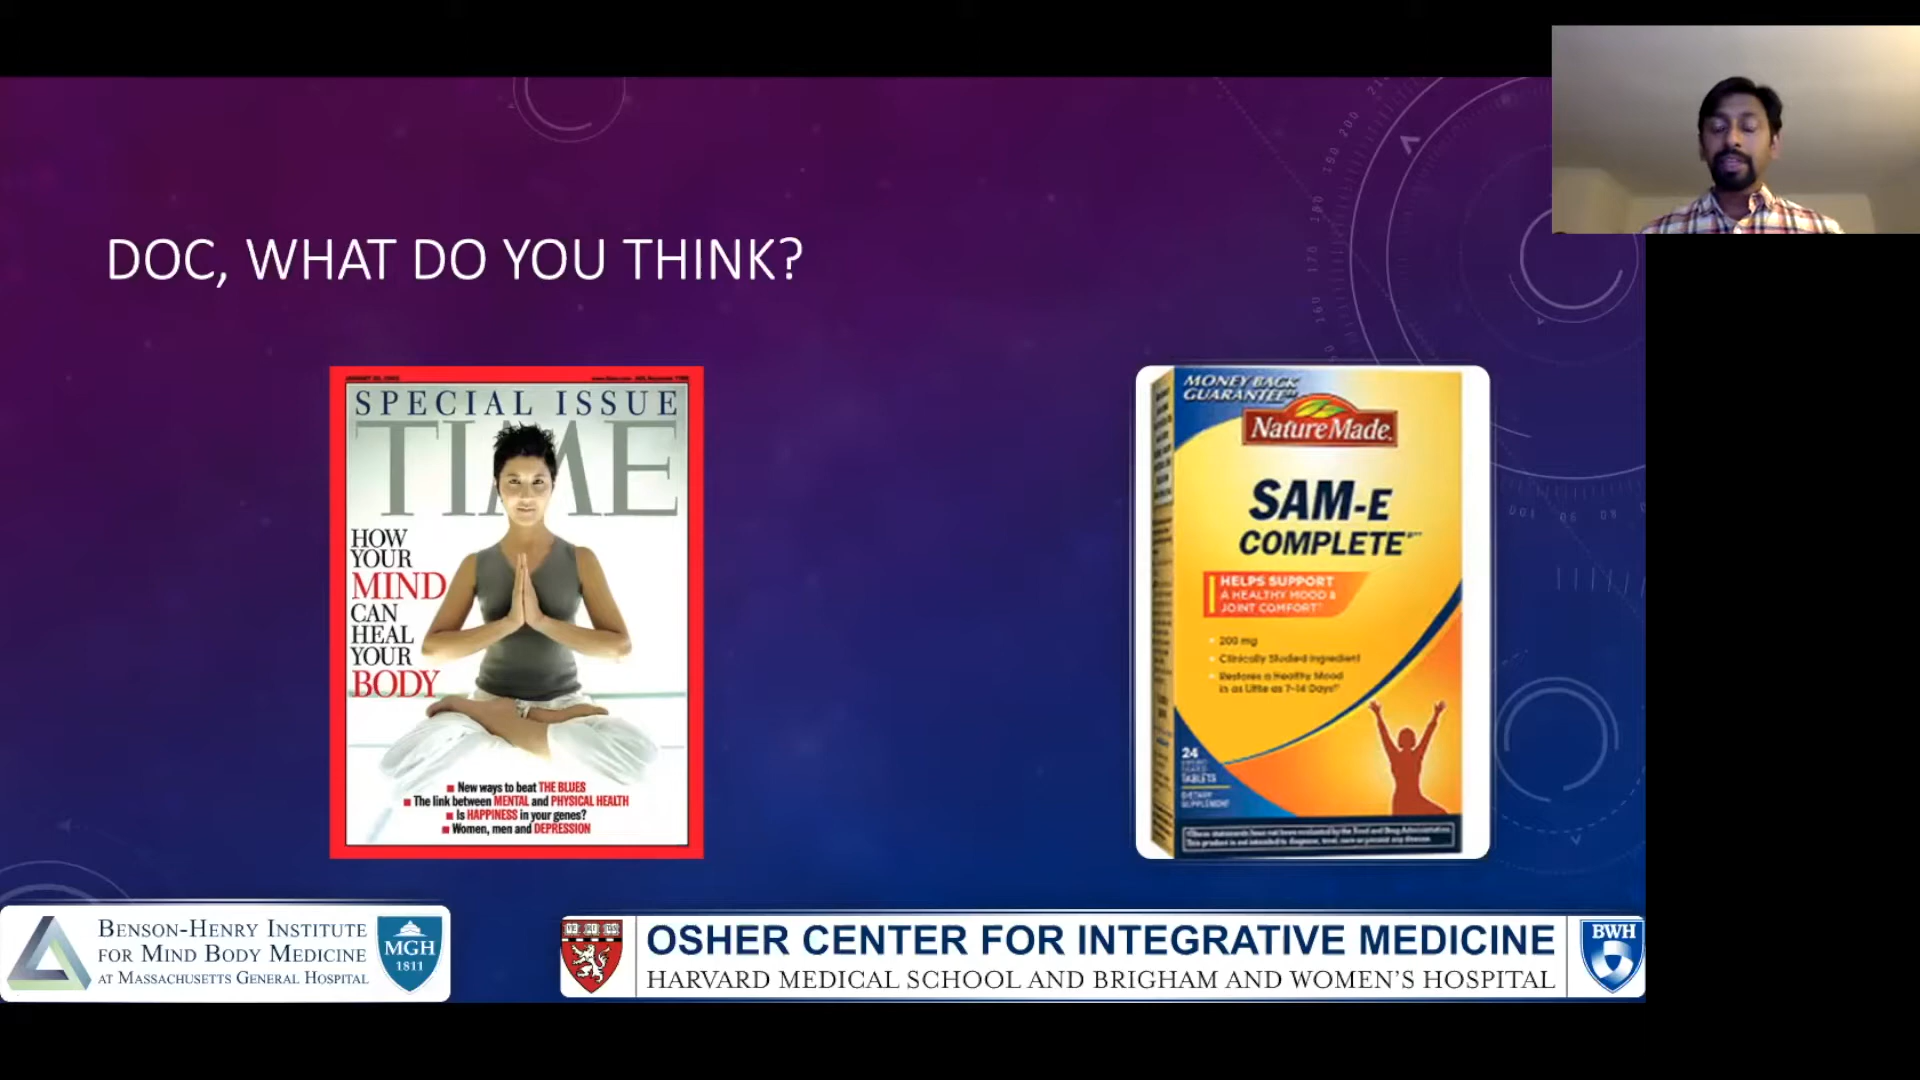 DOC, WHAT DO YOU THINK?
SPECIAL ISSUE
TIME
HOW
YOUR
MIND
CAN
HEAL
YOUR
BODY
New ways to beat THE BLUES
The link between MENTAL and PHYSICAL HEALTH
Is HAPPINESS in your genes?
Women, men and DEPRESSION
MONEY BACK
GUARANTEE
Nature Made
SAM-E
COMPLETE
HELPS SUPPORT
A HEALTHY MOOD &
JOINT COMFORT
200 mg
Clinically Studied Ingredient
Restores a Healthy Mood
in as Little as 7-14 Days
24
TABLETS
DIETARY
SUPPLEMENT
BENSON-HENRY INSTITUTE
FOR MIND BODY MEDICINE
AT MASSACHUSETTS GENERAL HOSPITAL
MGH
1811
OSHER CENTER FOR INTEGRATIVE MEDICINE
HARVARD MEDICAL SCHOOL AND BRIGHAM AND WOMEN'S HOSPITAL
BWH